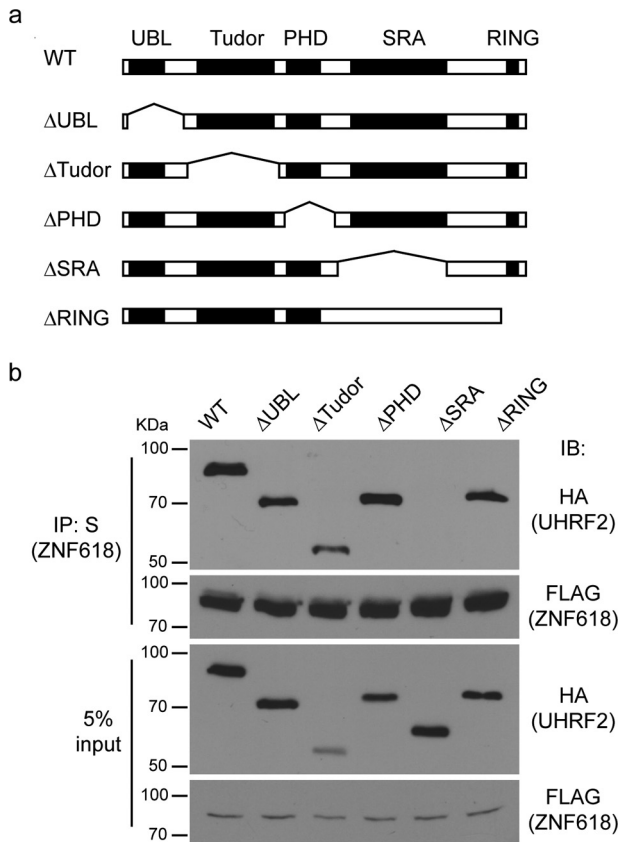 a
UBL Tudor PHD SRA RING
WT
ΔUBL
ΔTudor
ΔPHD
ΔSRA
ΔRING
b
WT ΔUBL ΔTudor ΔPHD ΔSRA ΔRING
KDa
IB:
100
70
50
HA
(UHRF2)
IP: S
(ZNF618)
100
70
FLAG
(ZNF618)
100
70
50
HA
(UHRF2)
5%
input
100
70
FLAG
(ZNF618)